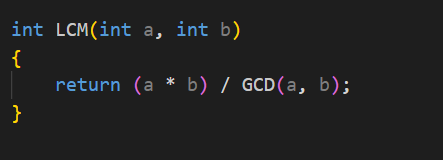 int LCM(int a, int b)
{
    return (a * b) / GCD(a, b);
}